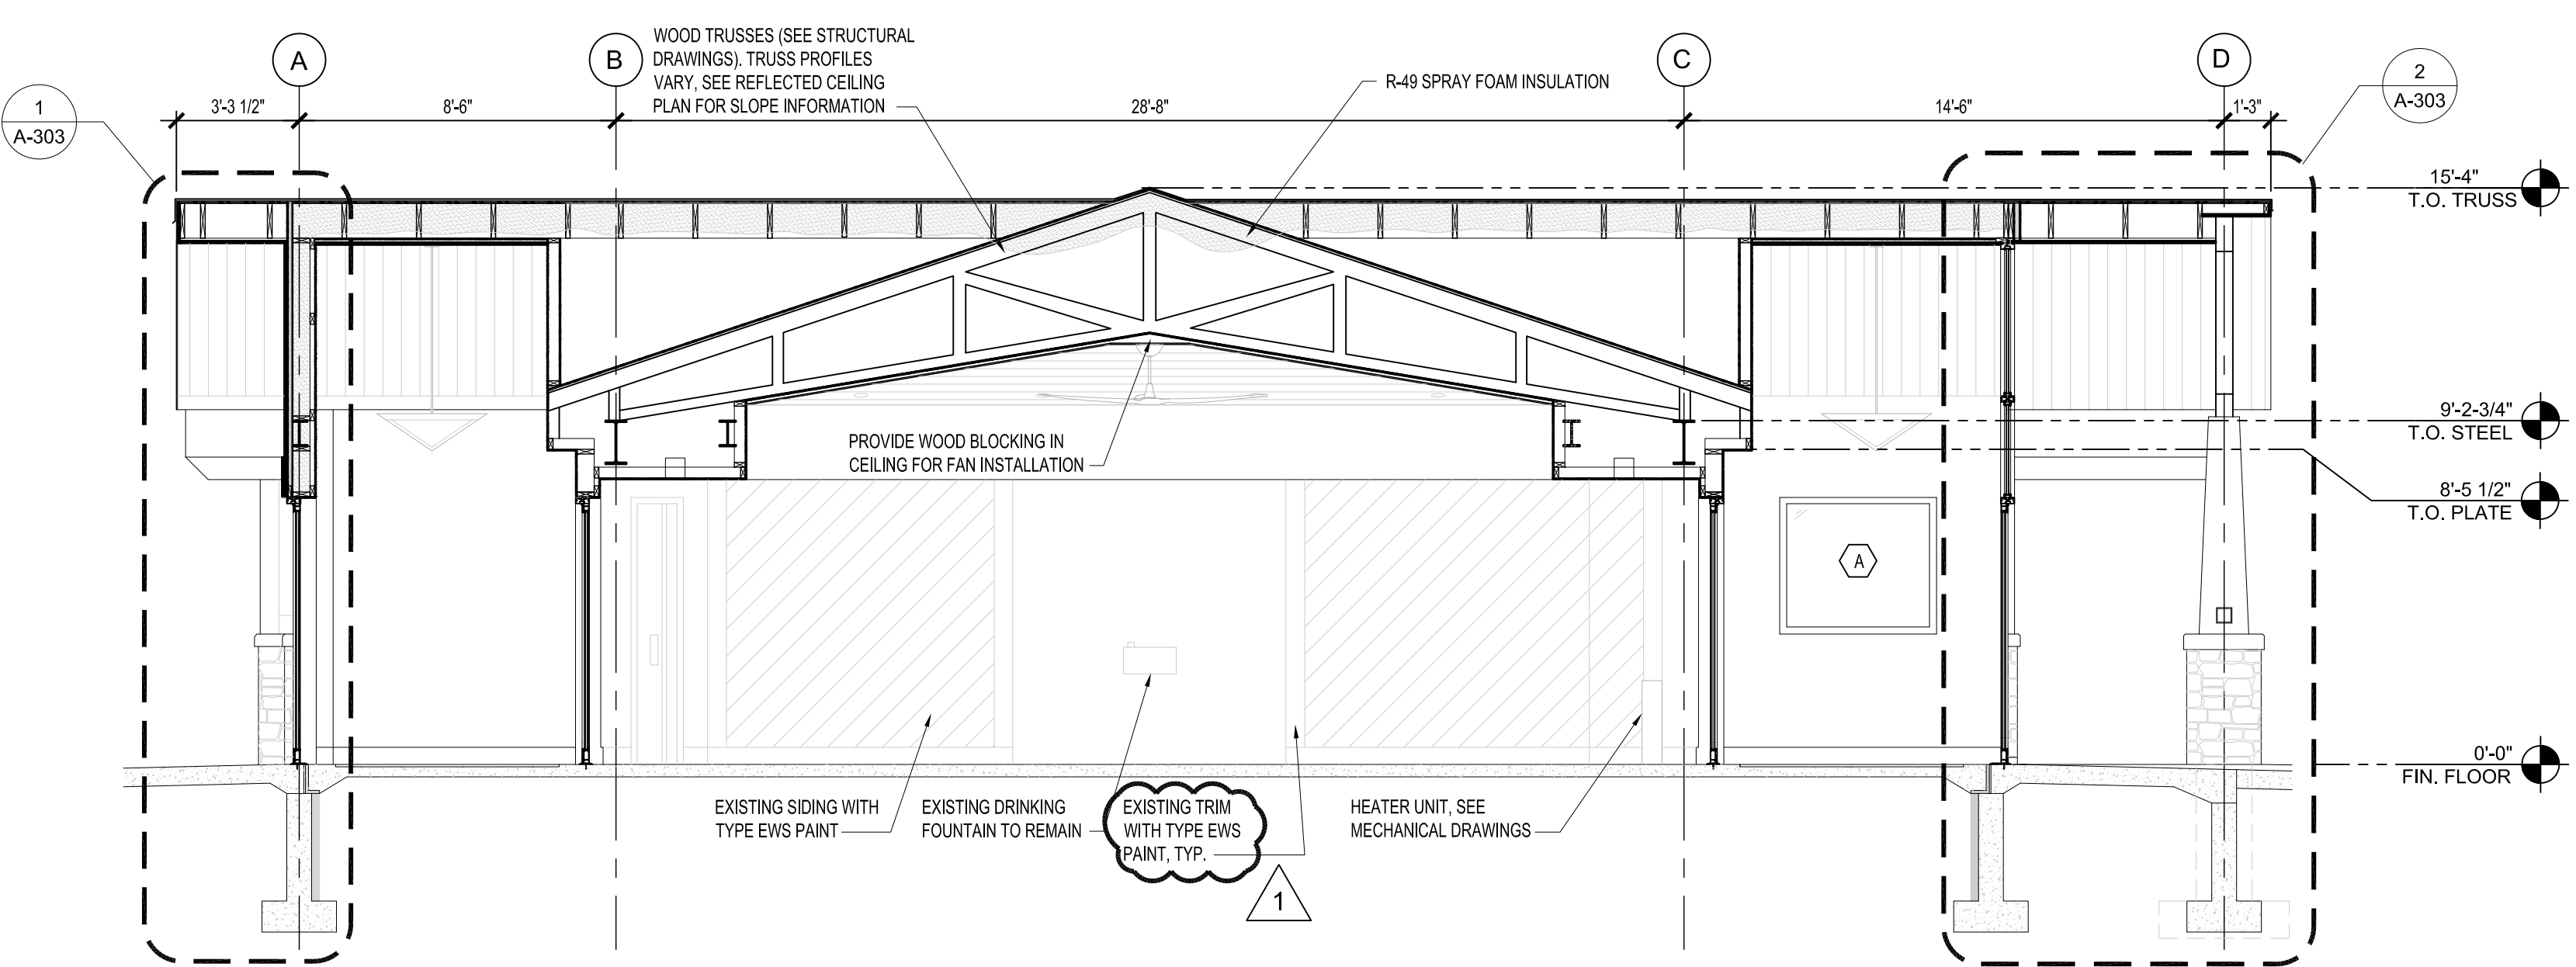 A
B
C
D
WOOD TRUSSES (SEE STRUCTURAL
DRAWINGS). TRUSS PROFILES
VARY, SEE REFLECTED CEILING
PLAN FOR SLOPE INFORMATION
R-49 SPRAY FOAM INSULATION
1
A-303
2
A-303
3'-3 1/2"
8'-6"
28'-8"
14'-6"
1'-3"
15'-4"
T.O. TRUSS
9'-2-3/4"
T.O. STEEL
8'-5 1/2"
T.O. PLATE
PROVIDE WOOD BLOCKING IN
CEILING FOR FAN INSTALLATION
A
0'-0"
FIN. FLOOR
EXISTING SIDING WITH
TYPE EWS PAINT
EXISTING DRINKING
FOUNTAIN TO REMAIN
EXISTING TRIM
WITH TYPE EWS
PAINT, TYP.
HEATER UNIT, SEE
MECHANICAL DRAWINGS
1